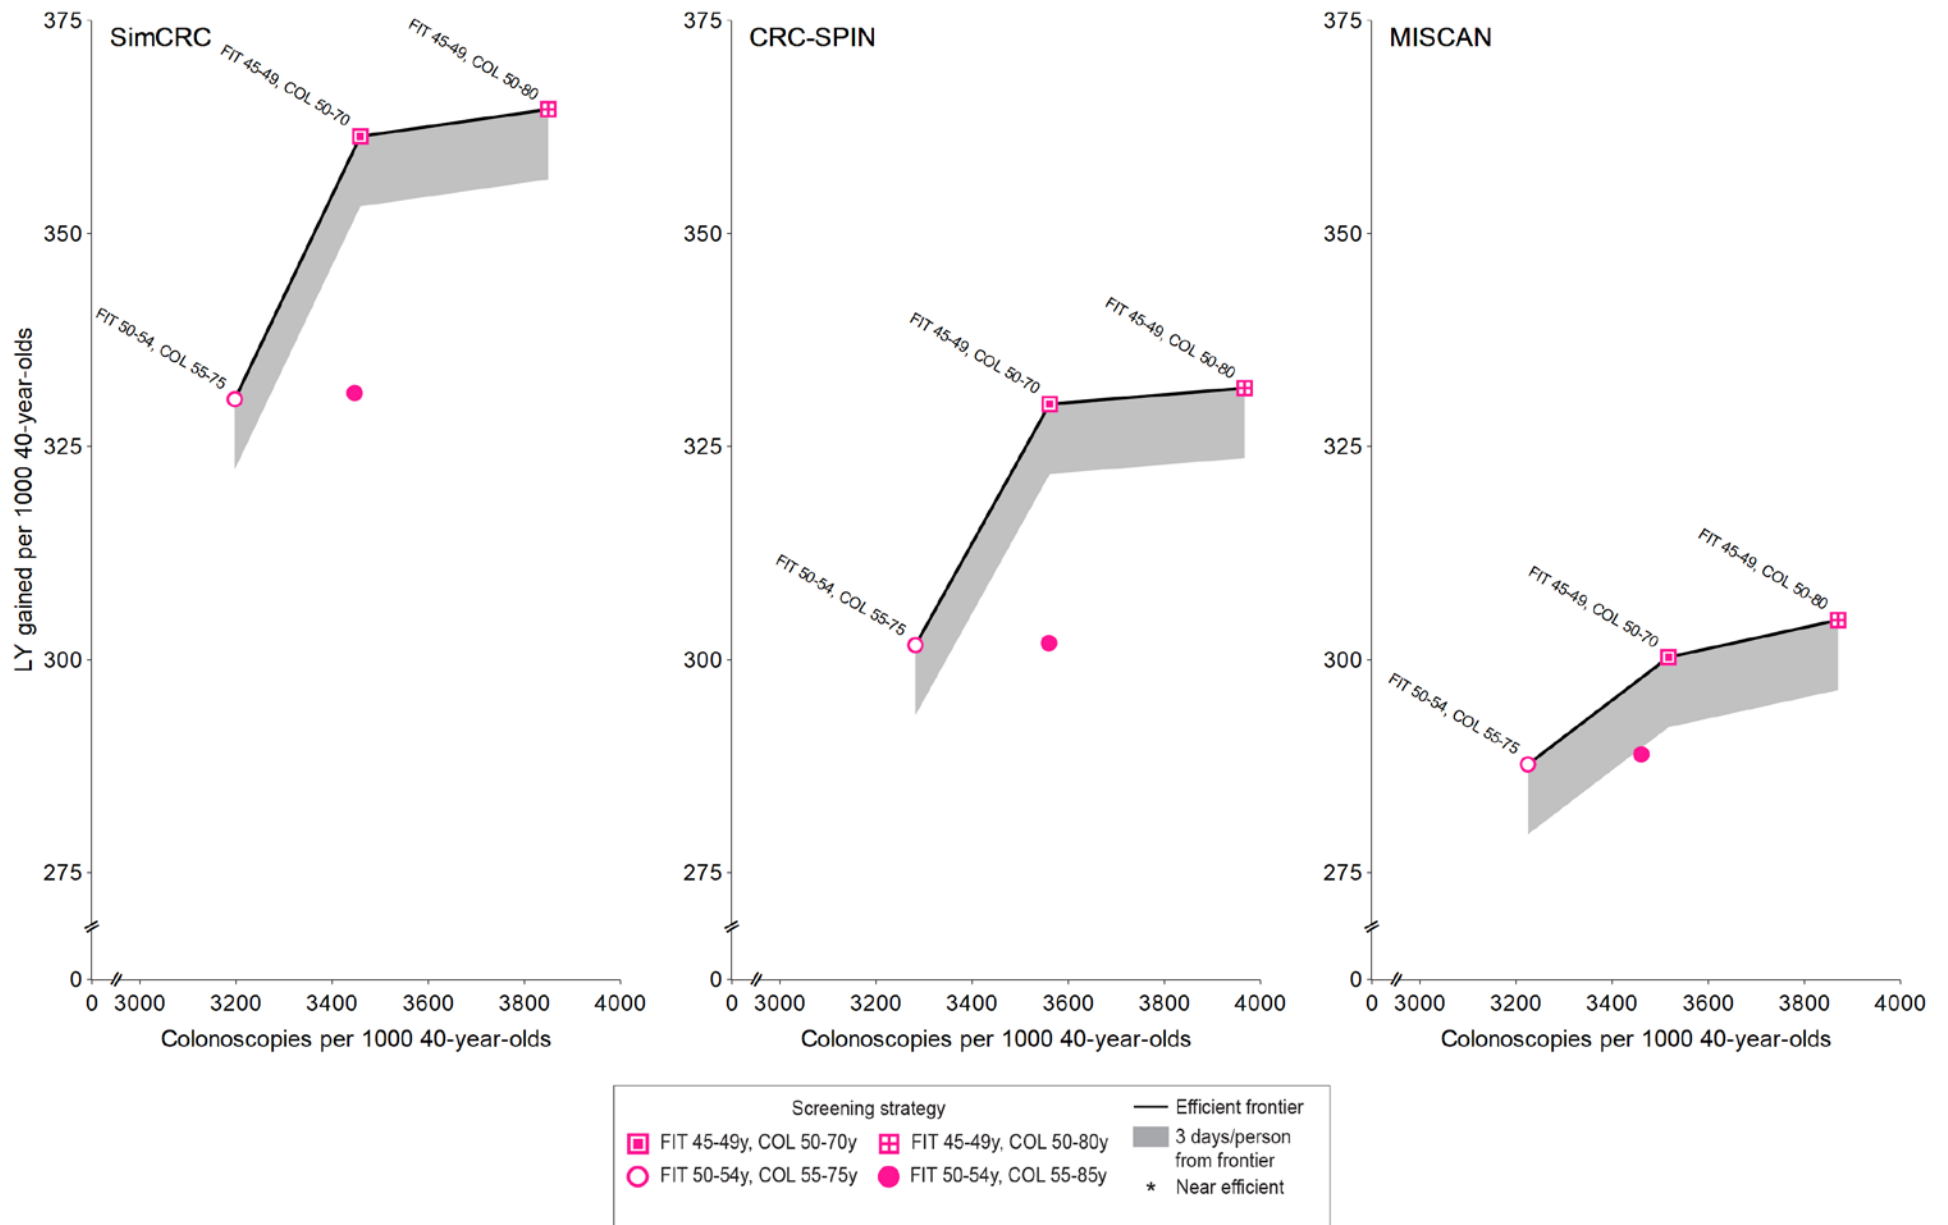 SimCRC
375
350
325
300
275
0
LY gained per 1000 40-year-olds
FIT 50-54, COL 55-75
FIT 45-49, COL 50-70
FIT 45-49, COL 50-80
0 3000 3200 3400 3600 3800 4000
Colonoscopies per 1000 40-year-olds
CRC-SPIN
375
350
325
300
275
0
FIT 50-54, COL 55-75
FIT 45-49, COL 50-70
FIT 45-49, COL 50-80
0 3000 3200 3400 3600 3800 4000
Colonoscopies per 1000 40-year-olds
MISCAN
375
350
325
300
275
0
FIT 50-54, COL 55-75
FIT 45-49, COL 50-70
FIT 45-49, COL 50-80
0 3000 3200 3400 3600 3800 4000
Colonoscopies per 1000 40-year-olds
Screening strategy
FIT 45-49y, COL 50-70y
FIT 45-49y, COL 50-80y
FIT 50-54y, COL 55-75y
FIT 50-54y, COL 55-85y
Efficient frontier
3 days/person
from frontier
* Near efficient